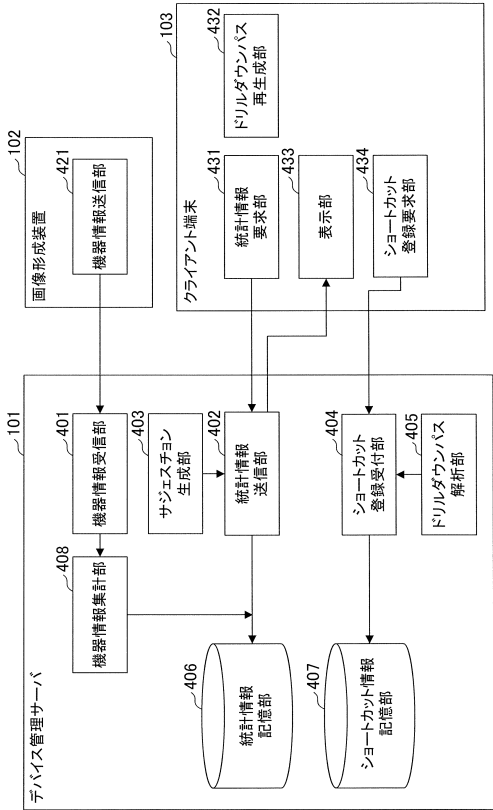 デバイス管理サーバ
101
機器情報集計部
408
機器情報受信部
401
サジェスチョン
生成部
403
統計情報
送信部
402
統計情報
記憶部
406
ショートカット
登録受付部
404
ドリルダウンパス
解析部
405
ショートカット情報
記憶部
407
画像形成装置
102
機器情報送信部
421
クライアント端末
103
統計情報
要求部
431
ドリルダウンパス
再生成部
432
表示部
433
ショートカット
登録要求部
434